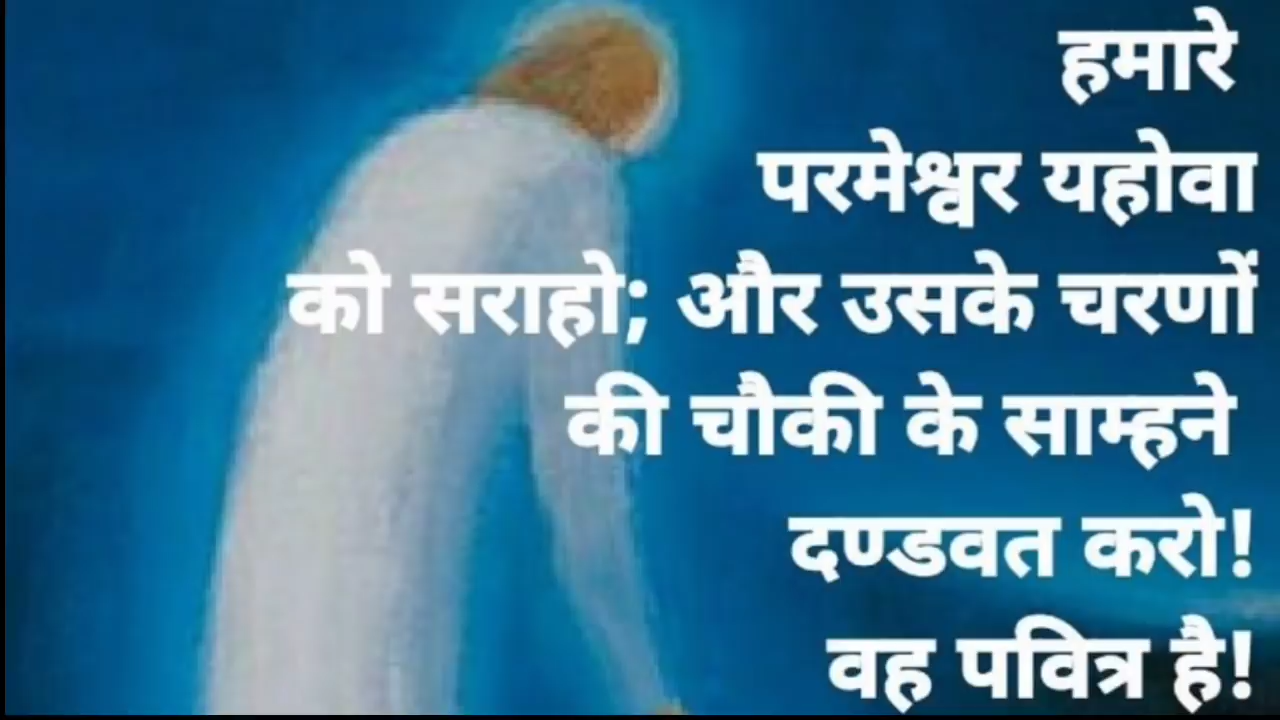 हमारे
परमेश्वर यहोवा
को सराहो; और उसके चरणों
की चौकी के साम्हने
दण्डवत करो!
वह पवित्र है!